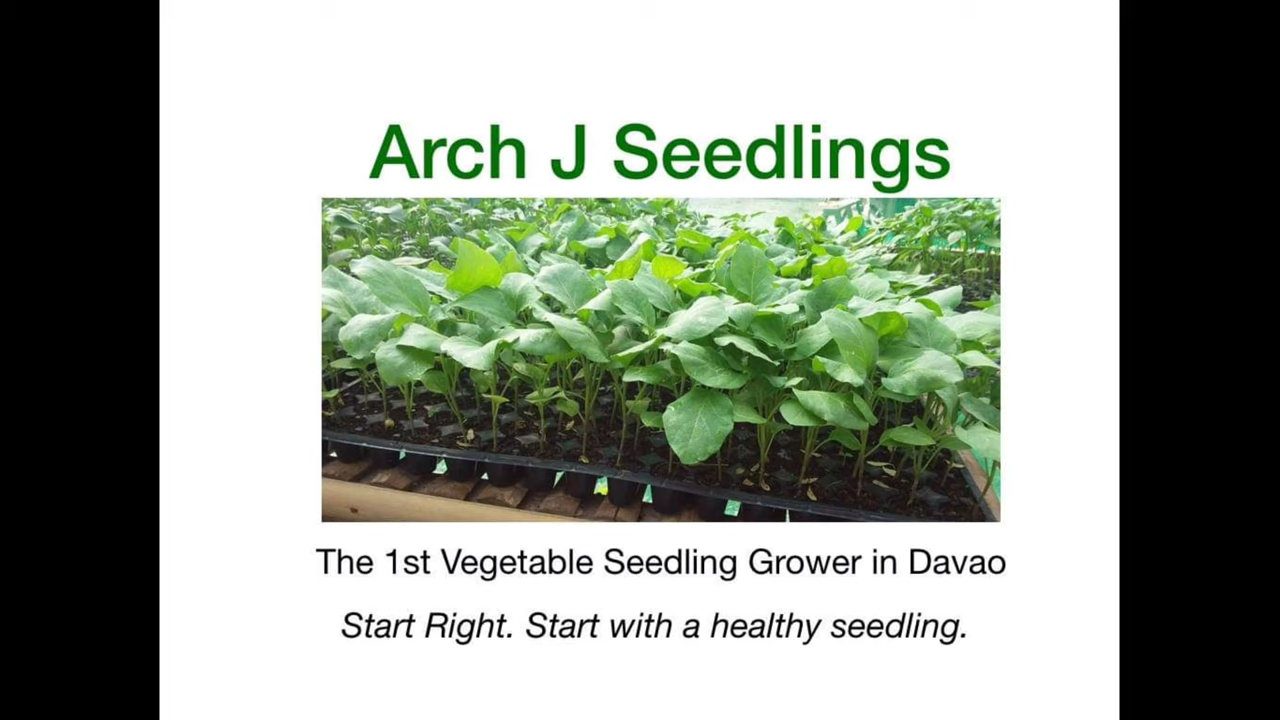 Arch J Seedlings
The 1st Vegetable Seedling Grower in Davao
Start Right. Start with a healthy seedling.